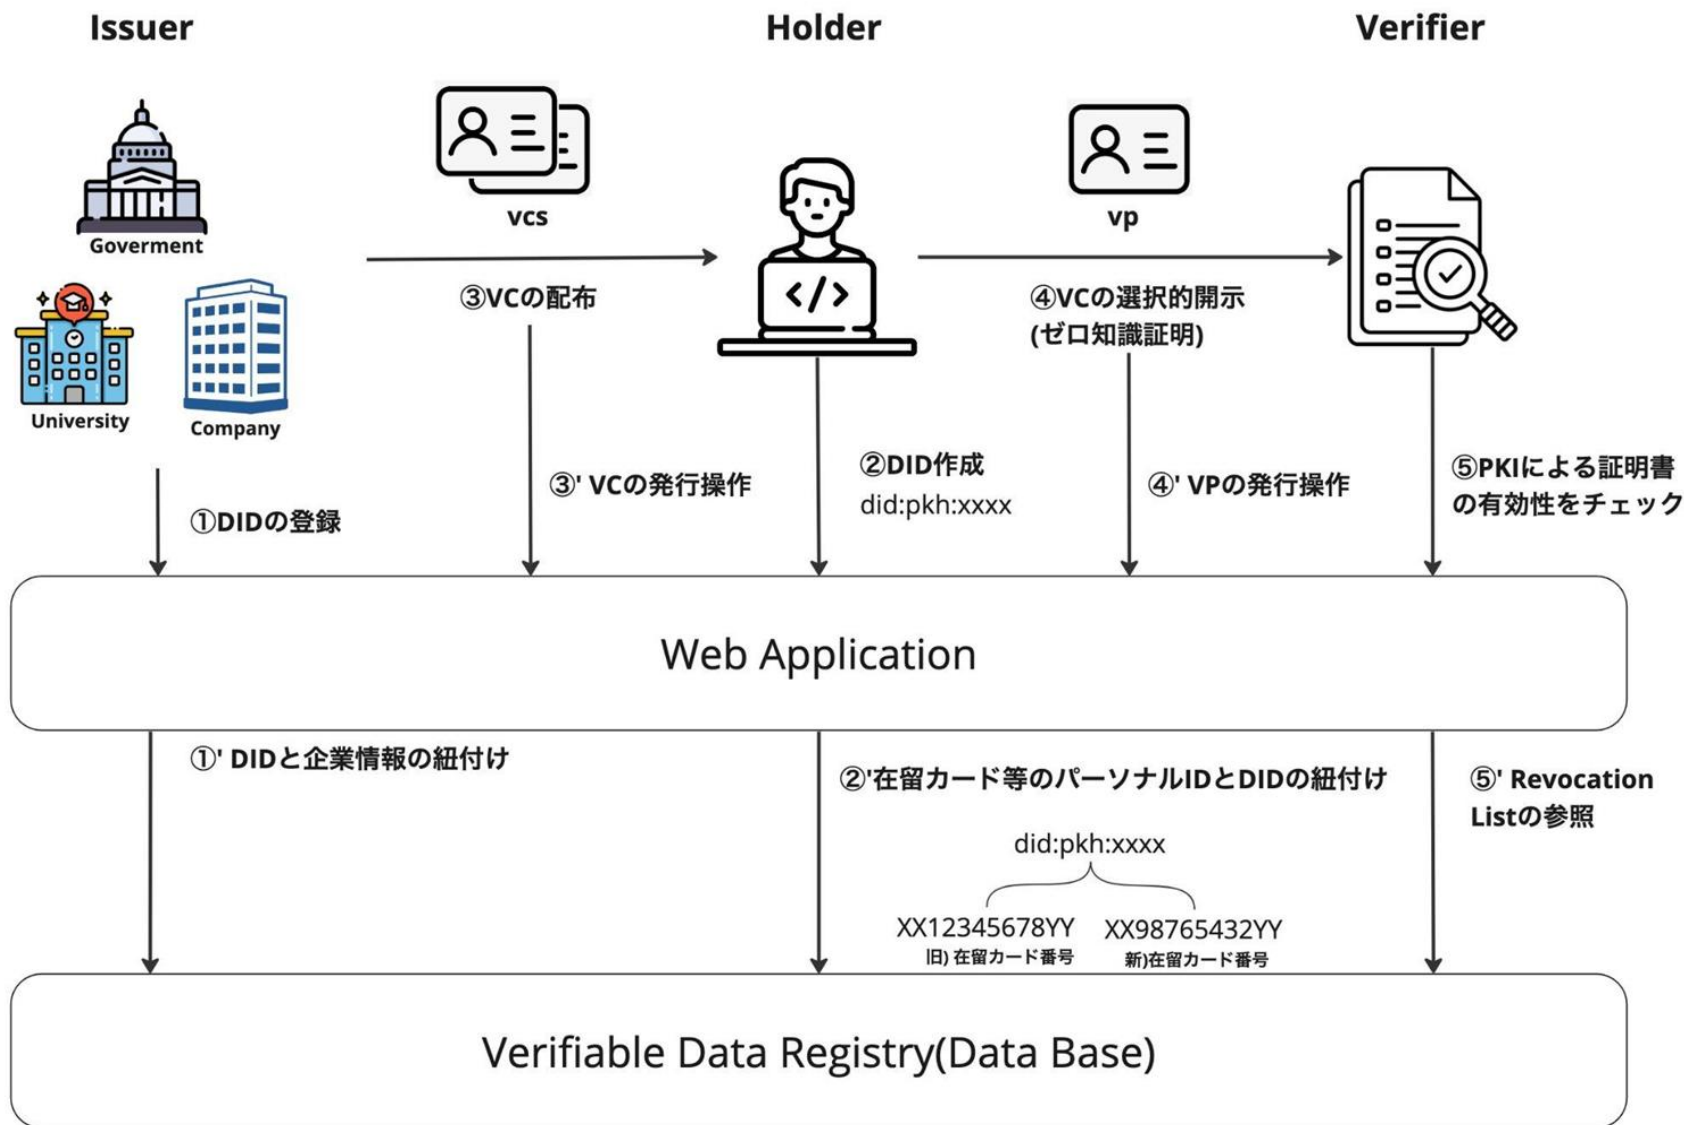 Issuer
Holder
Verifier
Goverment
University
Company
vcs
vp
③VCの配布
④VCの選択的開示
(ゼロ知識証明)
①DIDの登録
③' VCの発行操作
②DID作成
did:pkh:xxxx
④' VPの発行操作
⑤PKIによる証明書
の有効性をチェック
Web Application
①' DIDと企業情報の紐付け
②'在留カード等のパーソナルIDとDIDの紐付け
did:pkh:xxxx
XX12345678YY
旧) 在留カード番号
XX98765432YY
新)在留カード番号
⑤' Revocation
Listの参照
Verifiable Data Registry(Data Base)